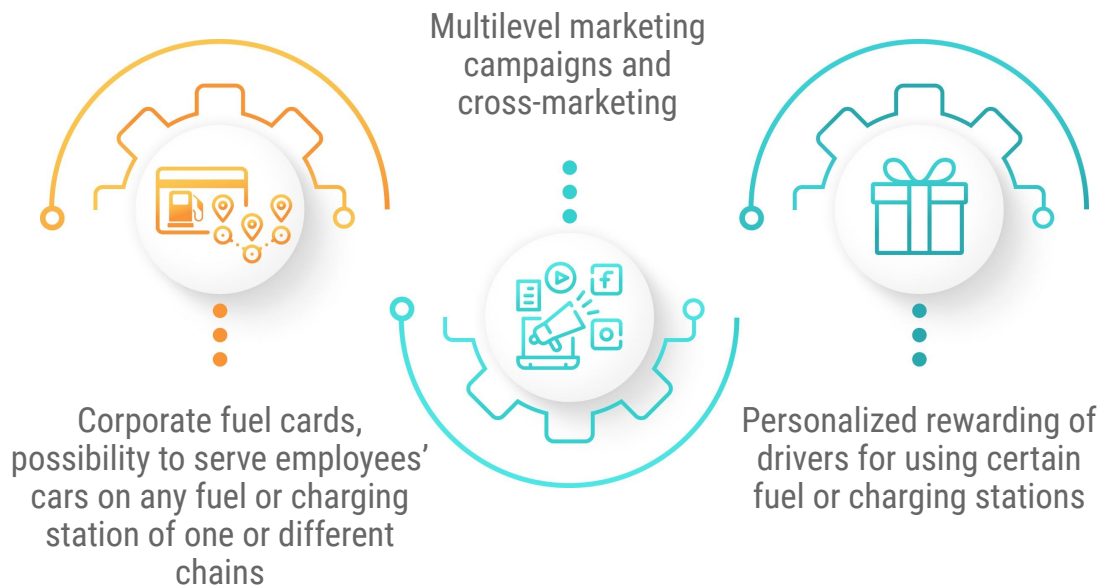 Multilevel marketing
campaigns and
cross-marketing
Corporate fuel cards,
possibility to serve employees’
cars on any fuel or charging
station of one or different
chains
Personalized rewarding of
drivers for using certain
fuel or charging stations